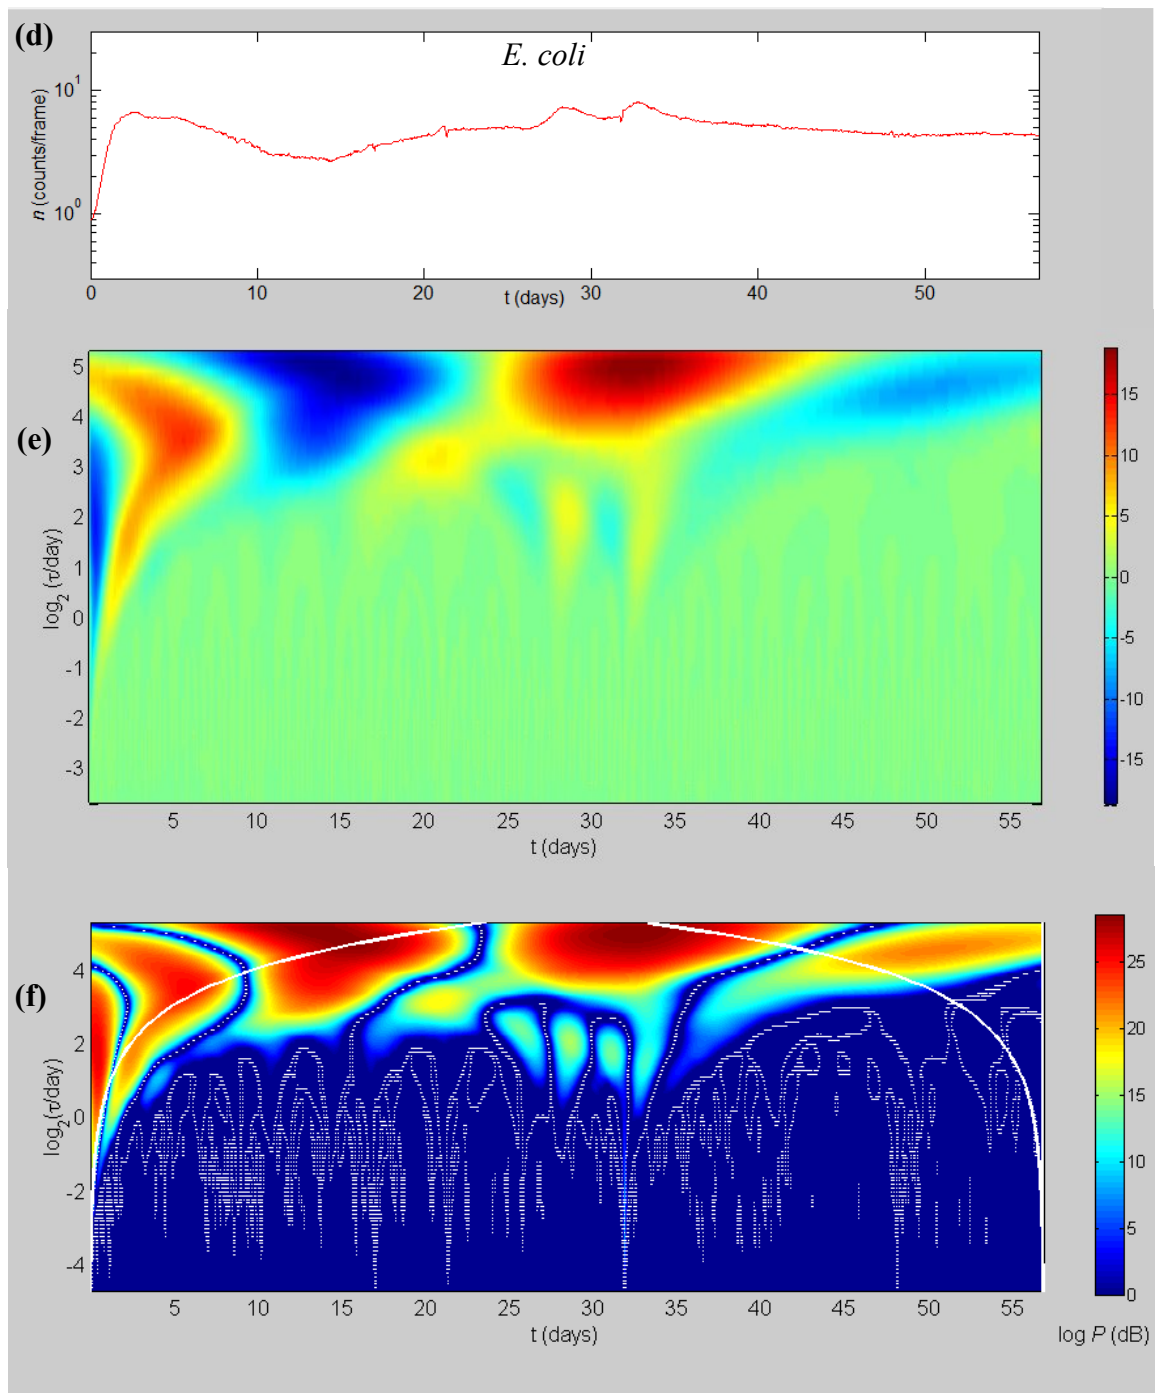 (d)
E. coli
n (counts/frame)
10^1
10^0
0 10 20 30 40 50
t (days)
(e)
log_2 (τ/day)
5
4
3
2
1
0
-1
-2
-3
5 10 15 20 25 30 35 40 45 50 55
t (days)
15
10
5
0
-5
-10
-15
(f)
log_2(τ/day)
4
2
0
-2
-4
5 10 15 20 25 30 35 40 45 50 55
t (days)
25
20
15
10
5
0
log P (dB)